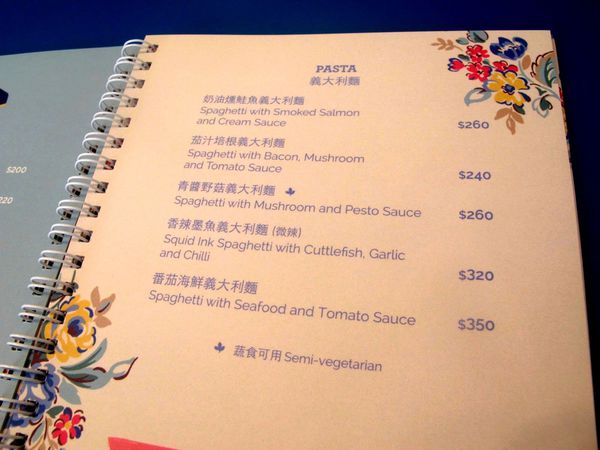 PASTA
義大利麵
奶油燻鮭魚義大利麵
Spaghetti with Smoked Salmon
and Cream Sauce $260
茄汁培根義大利麵
Spaghetti with Bacon, Mushroom
and Tomato Sauce $240
青醬野菇義大利麵
Spaghetti with Mushroom and Pesto Sauce $260
香辣墨魚義大利麵 (微辣)
Squid Ink Spaghetti with Cuttlefish, Garlic
and Chilli $320
番茄海鮮義大利麵
Spaghetti with Seafood and Tomato Sauce $350
蔬食可用 Semi-vegetarian
$200
220